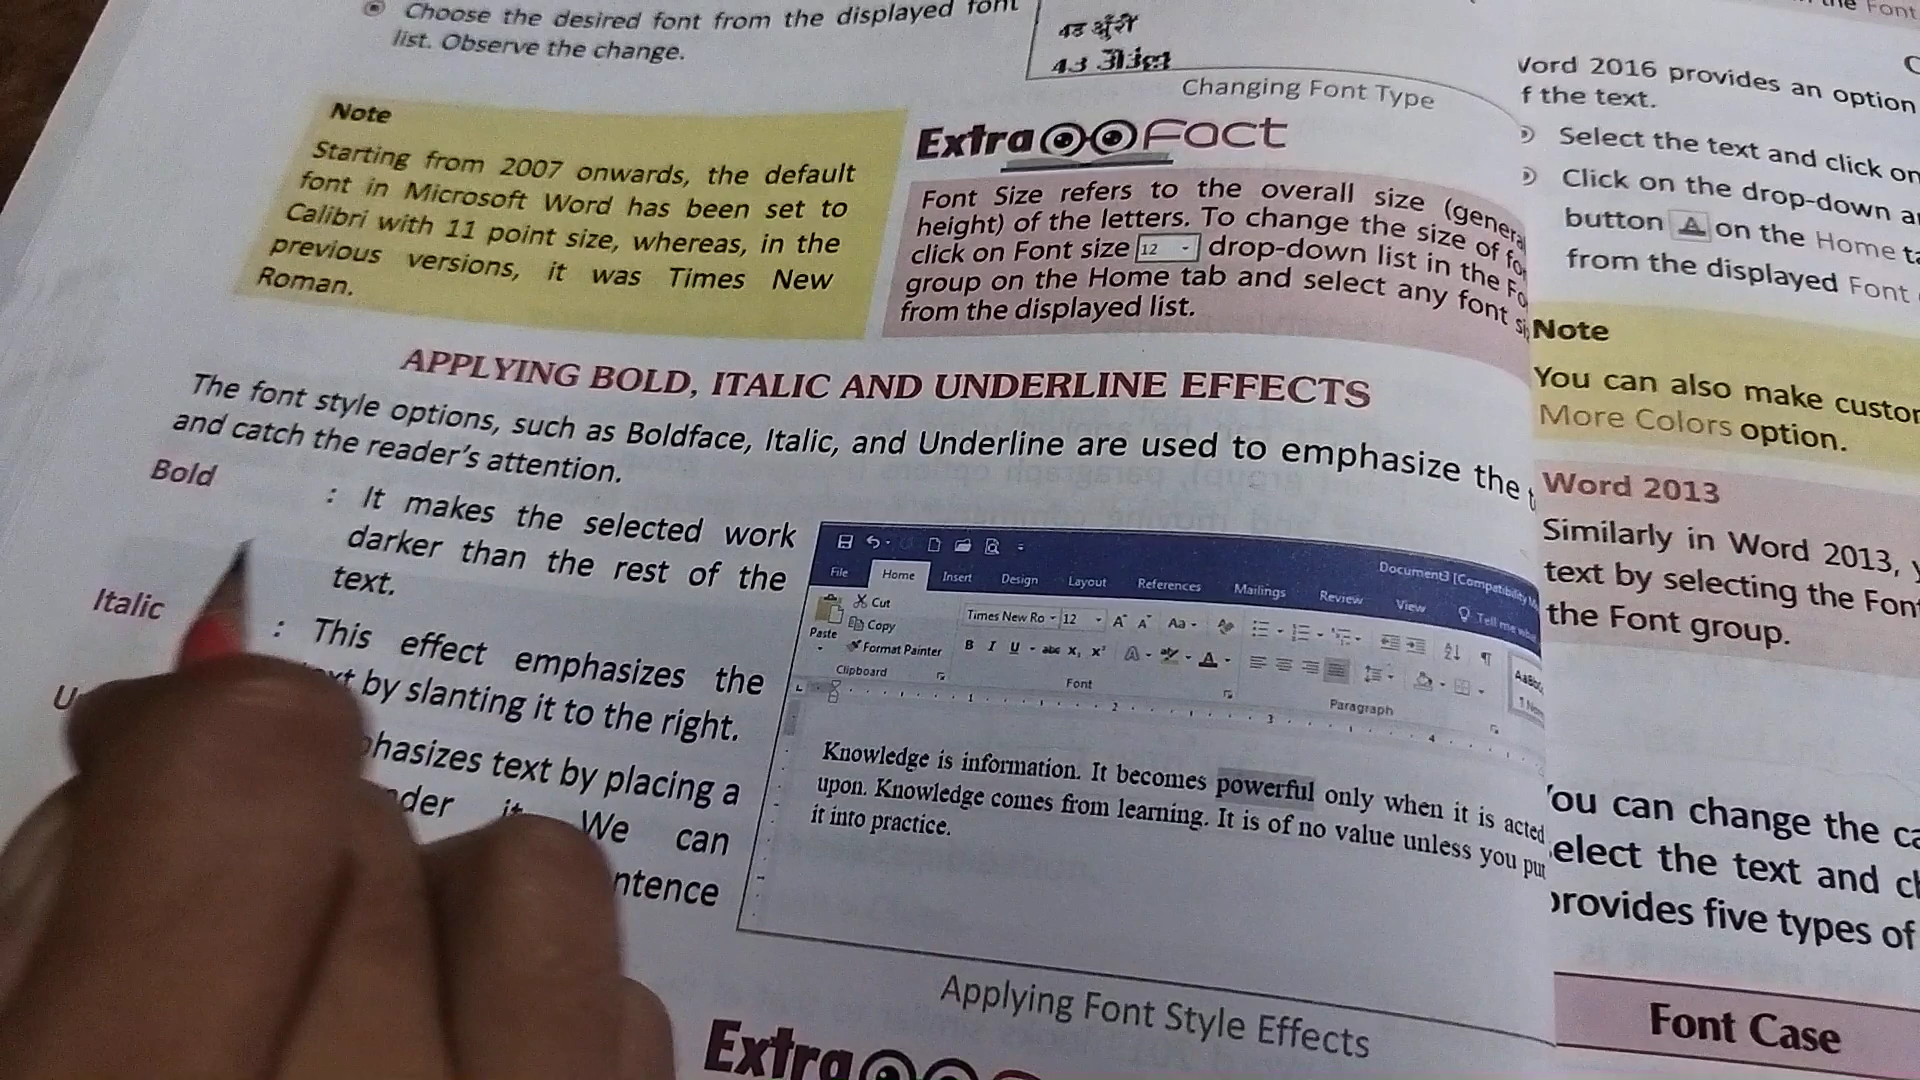 Choose the desired font from the displayed font
list. Observe the change.
Changing Font Type
Note
Starting from 2007 onwards, the default
font in Microsoft Word has been set to
Calibri with 11 point size, whereas, in the
previous versions, it was Times New
Roman.
Extra Fact
Font Size refers to the overall size
height) of the letters. To change the size of
click on Font size 12 drop-down list in the
group on the Home tab and select any font
from the displayed list.
APPLYING BOLD, ITALIC AND UNDERLINE EFFECTS
The font style options, such as Boldface, Italic, and Underline are used to emphasize the
and catch the reader's attention.
Bold : It makes the selected work
darker than the rest of the
text.
Italic : This effect emphasizes the
by slanting it to the right.
text by placing a
We can
Document3
File Home Insert Design Layout References Mailings Review View Tell me
Cut
Copy
Format Painter
Paste
Clipboard
Times New Ro 12 Aa
B I U abc X₂ X² A
Font
Paragraph
Knowledge is information. It becomes powerful only when it is acted
upon. Knowledge comes from learning. It is of no value unless you put
it into practice.
Applying Font Style Effects
Extra
Font
Word 2016 provides an option
f the text.
Select the text and click on
Click on the drop-down
button A on the Home
from the displayed Font
Note
You can also make
More Colors option.
Word 2013
Similarly in Word 2013,
text by selecting the
the Font group.
ou can change the
elect the text and
rovides five types of
Font Case